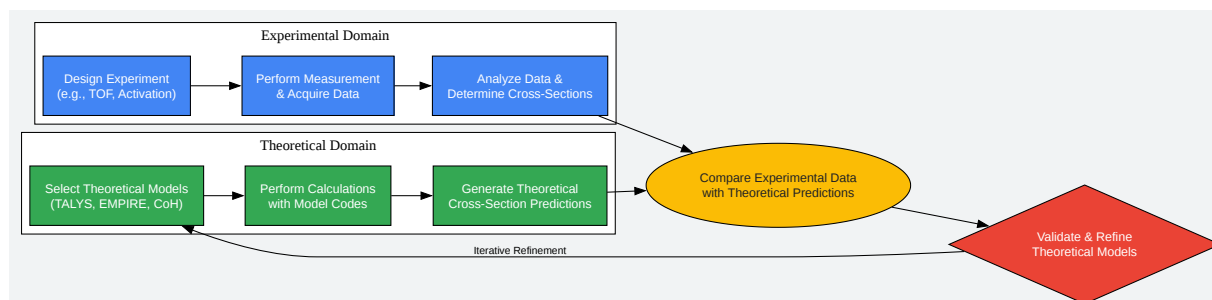 Experimental Domain
Design Experiment
(e.g., TOF, Activation)
Perform Measurement
& Acquire Data
Analyze Data &
Determine Cross-Sections
Theoretical Domain
Select Theoretical Models
(TALYS, EMPIRE, CoH)
Perform Calculations
with Model Codes
Generate Theoretical
Cross-Section Predictions
Compare Experimental Data
with Theoretical Predictions
Validate & Refine
Theoretical Models
Iterative Refinement